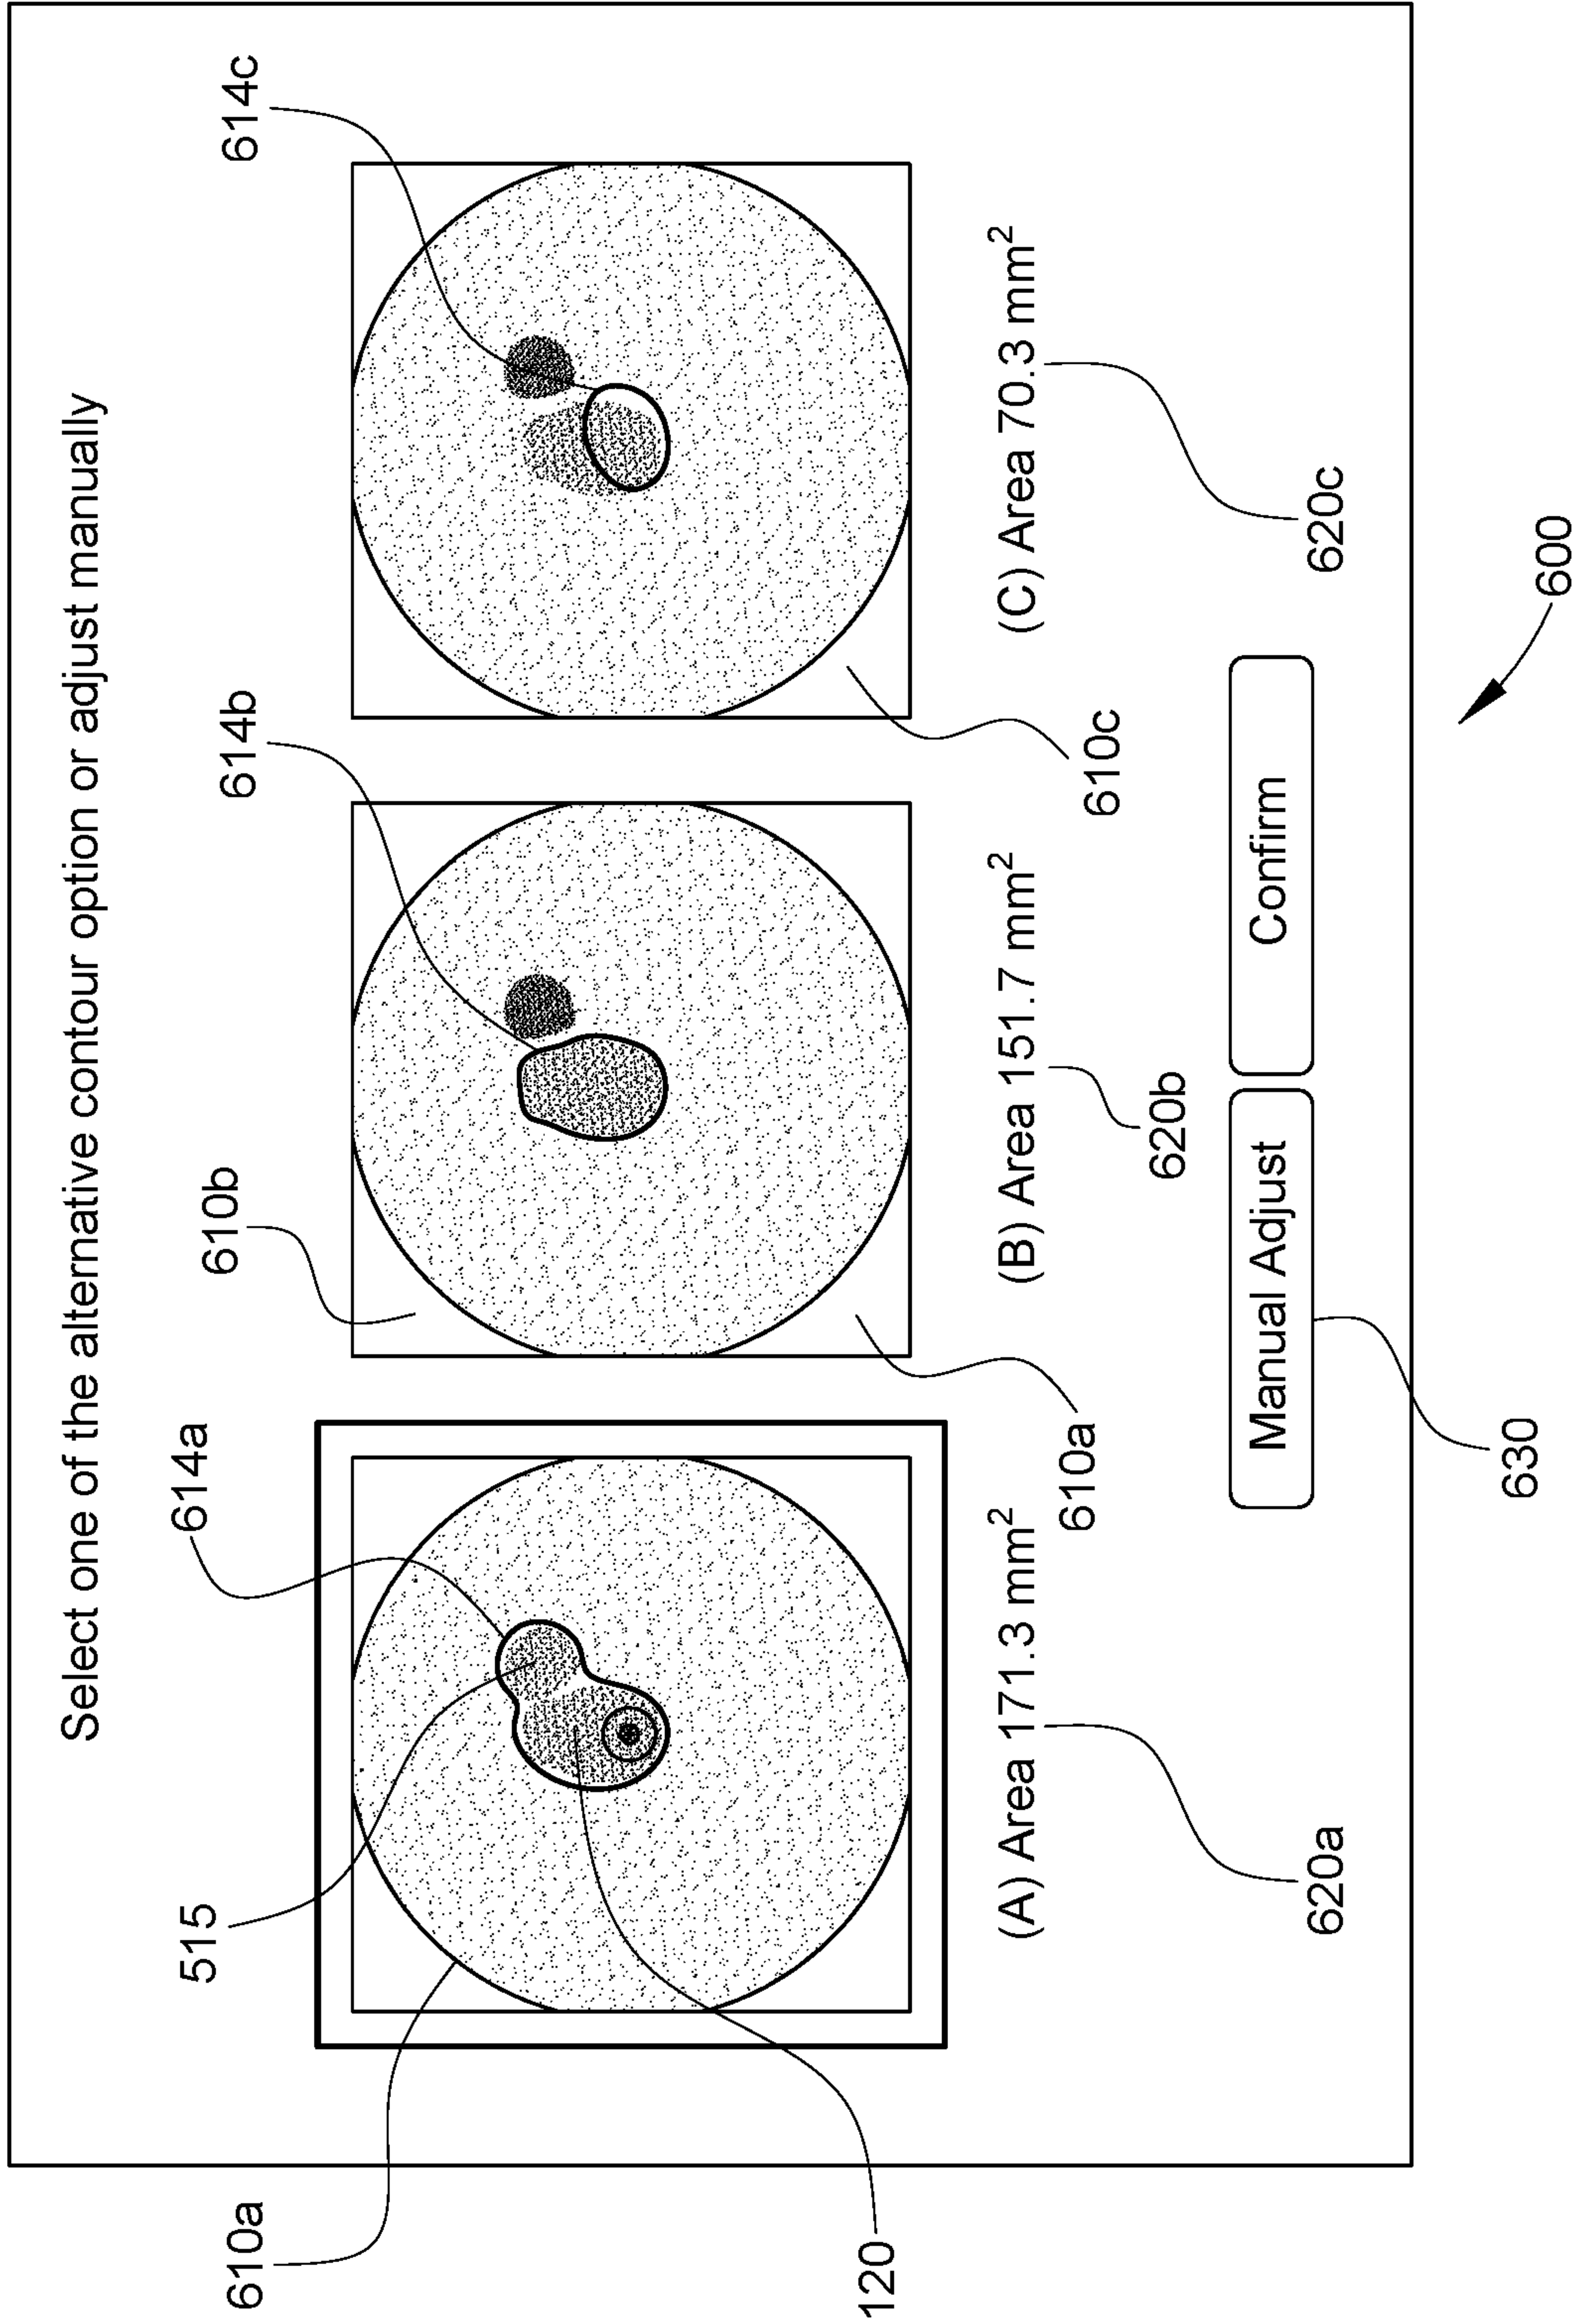 Select one of the alternative contour option or adjust manually
614a
614b
614c
515
610b
610a
120
610a
610c
(A) Area 171.3 mm²
(B) Area 151.7 mm²
(C) Area 70.3 mm²
620b
620a
620c
Manual Adjust
Confirm
630
600